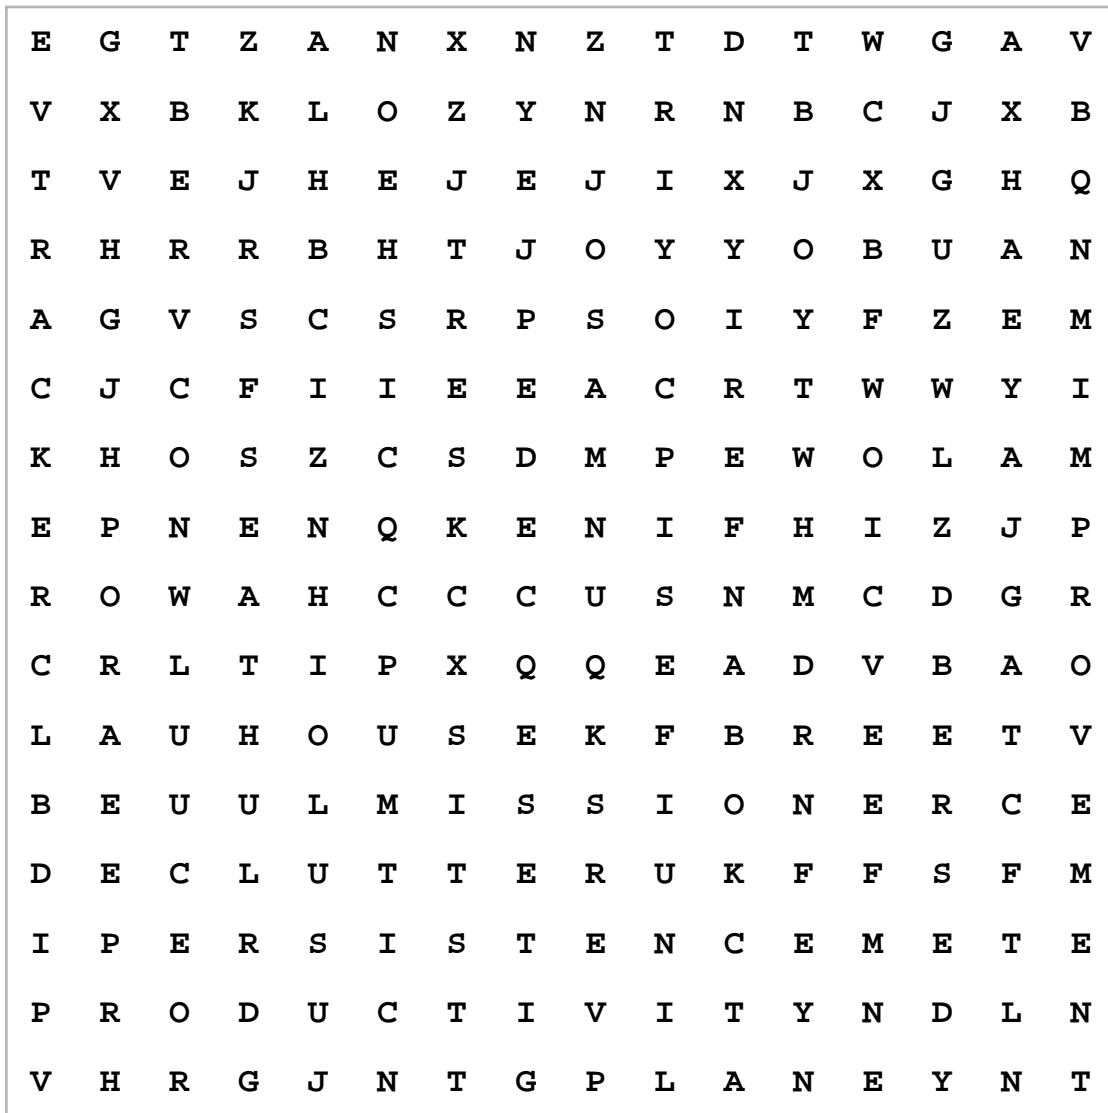 E G T Z A N X N Z T D T W G A V
V X B K L O Z Y N R N B C J X B
T V E J H E J E J I X J X G H Q
R H R R B H T J O Y Y O B U A N
A G V S C S R P S O I Y F Z E M
C J C F I I E E A C R T W W Y I
K H O S Z C S D M P E W O L A M
E P N E N Q K E N I F H I Z J P
R O W A H C C C U S N M C D G R
C R L T I P X Q Q E A D V B A O
L A U H O U S E K F B R E E T V
B E U U L M I S S I O N E R C E
D E C L U T T E R U K F F S F M
I P E R S I S T E N C E M E T E
P R O D U C T I V I T Y N D L N
V H R G J N T G P L A N E Y N T